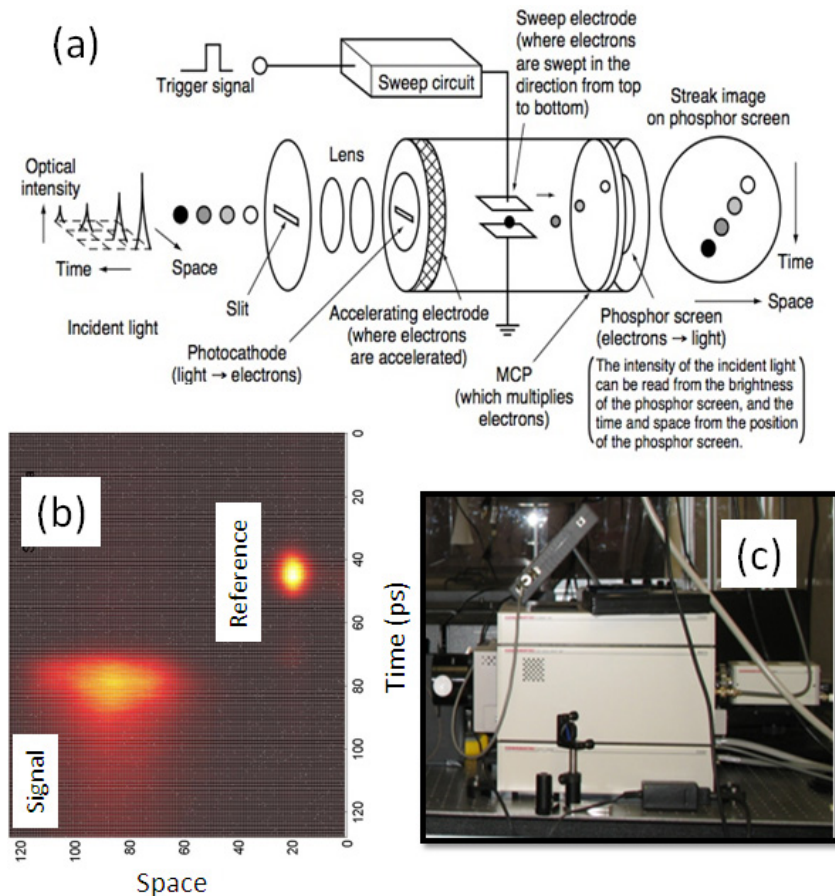 (a)
Trigger signal
Sweep circuit
Sweep electrode
(where electrons
are swept in the
direction from top
to bottom)
Streak image
on phosphor screen
Optical
intensity
Lens
Time
Space
Incident light
Slit
Photocathode
(light → electrons)
Accelerating electrode
(where electrons
are accelerated)
MCP
(which multiplies
electrons)
Phosphor screen
(electrons → light)
(The intensity of the incident light
can be read from the brightness
of the phosphor screen, and the
time and space from the position
of the phosphor screen.)
Time
Space
(b)
Reference
Signal
0
20
40
60
80
100
120
Time (ps)
120
100
80
60
40
20
0
Space
(c)